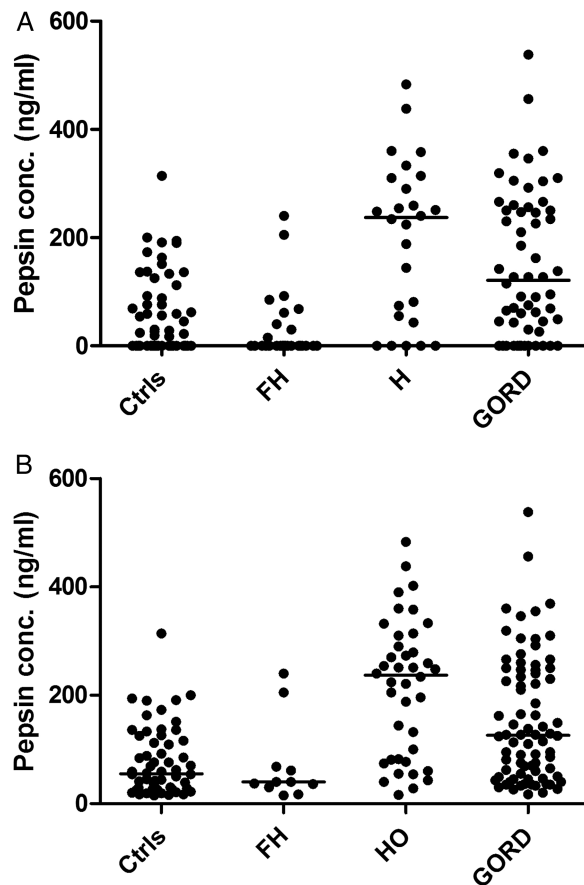 A
Pepsin conc. (ng/ml)
600
400
200
0
Ctrls
FH
H
GORD
B
Pepsin conc. (ng/ml)
600
400
200
0
Ctrls
FH
HO
GORD